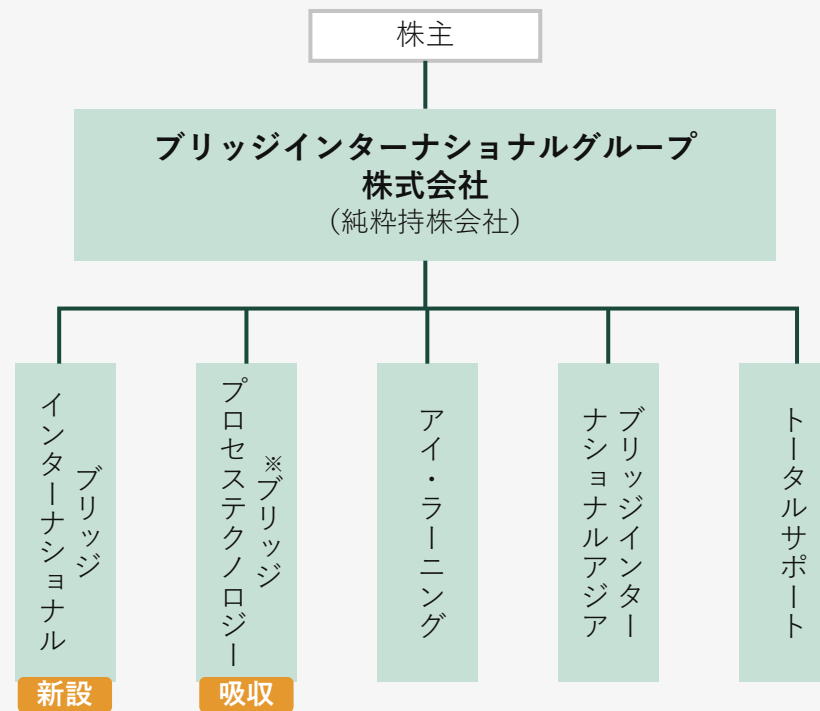 株主
ブリッジインターナショナルグループ
株式会社
（純粋持株会社）
ブリッジ
インターナショナル
新設
※ブリッジ
プロセステクノロジー
吸収
アイ・ラーニング
ブリッジインター
ナショナルアジア
トータルサポート